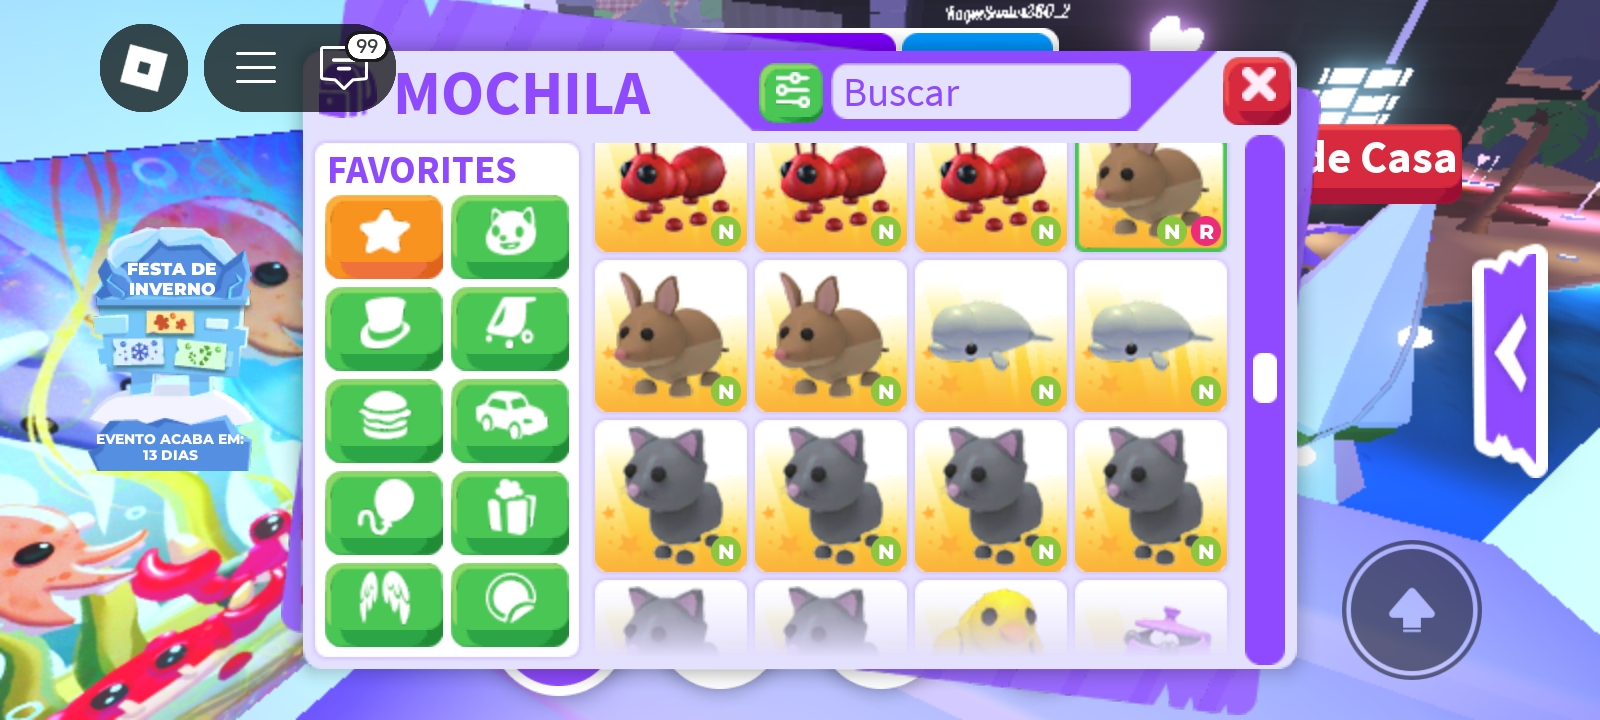 99
MOCHILA
Buscar
FAVORITES
de Casa
N
N
N
N R
FESTA DE
INVERNO
N
N
N
N
EVENTO ACABA EM:
13 DIAS
N
N
N
N